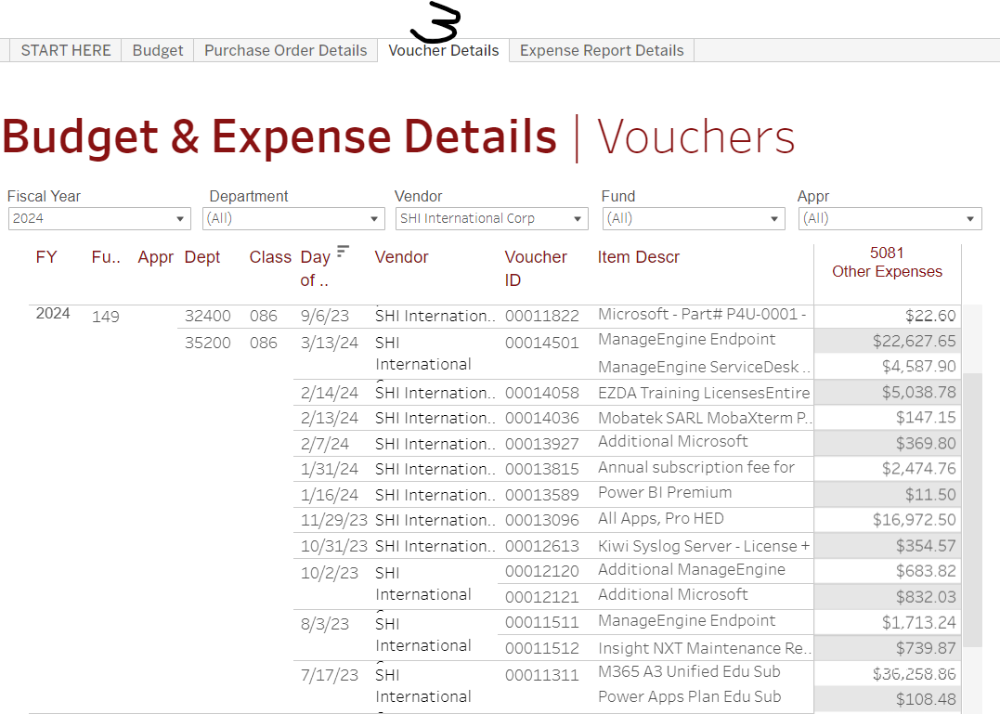 3
START HERE Budget Purchase Order Details Voucher Details Expense Report Details
Budget & Expense Details | Vouchers
Fiscal Year Department Vendor Fund Appr
2024 (All) SHI International Corp (All) (All)
FY Fu.. Appr Dept Class Day of .. Vendor Voucher ID Item Descr 5081 Other Expenses
2024 149 32400 086 9/6/23 SHI Internation.. 00011822 Microsoft - Part# P4U-0001 - $22.60
35200 086 3/13/24 SHI International 00014501 ManageEngine Endpoint $22,627.65
ManageEngine ServiceDesk .. $4,587.90
2/14/24 SHI Internation.. 00014058 EZDA Training LicensesEntire $5,038.78
2/13/24 SHI Internation.. 00014036 Mobatek SARL MobaXterm P.. $147.15
2/7/24 SHI Internation.. 00013927 Additional Microsoft $369.80
1/31/24 SHI Internation.. 00013815 Annual subscription fee for $2,474.76
1/16/24 SHI Internation.. 00013589 Power BI Premium $11.50
11/29/23 SHI Internation.. 00013096 All Apps, Pro HED $16,972.50
10/31/23 SHI Internation.. 00012613 Kiwi Syslog Server - License + $354.57
10/2/23 SHI International 00012120 Additional ManageEngine $683.82
00012121 Additional Microsoft $832.03
8/3/23 SHI International 00011511 ManageEngine Endpoint $1,713.24
00011512 Insight NXT Maintenance Re.. $739.87
7/17/23 SHI International 00011311 M365 A3 Unified Edu Sub $36,258.86
Power Apps Plan Edu Sub $108.48